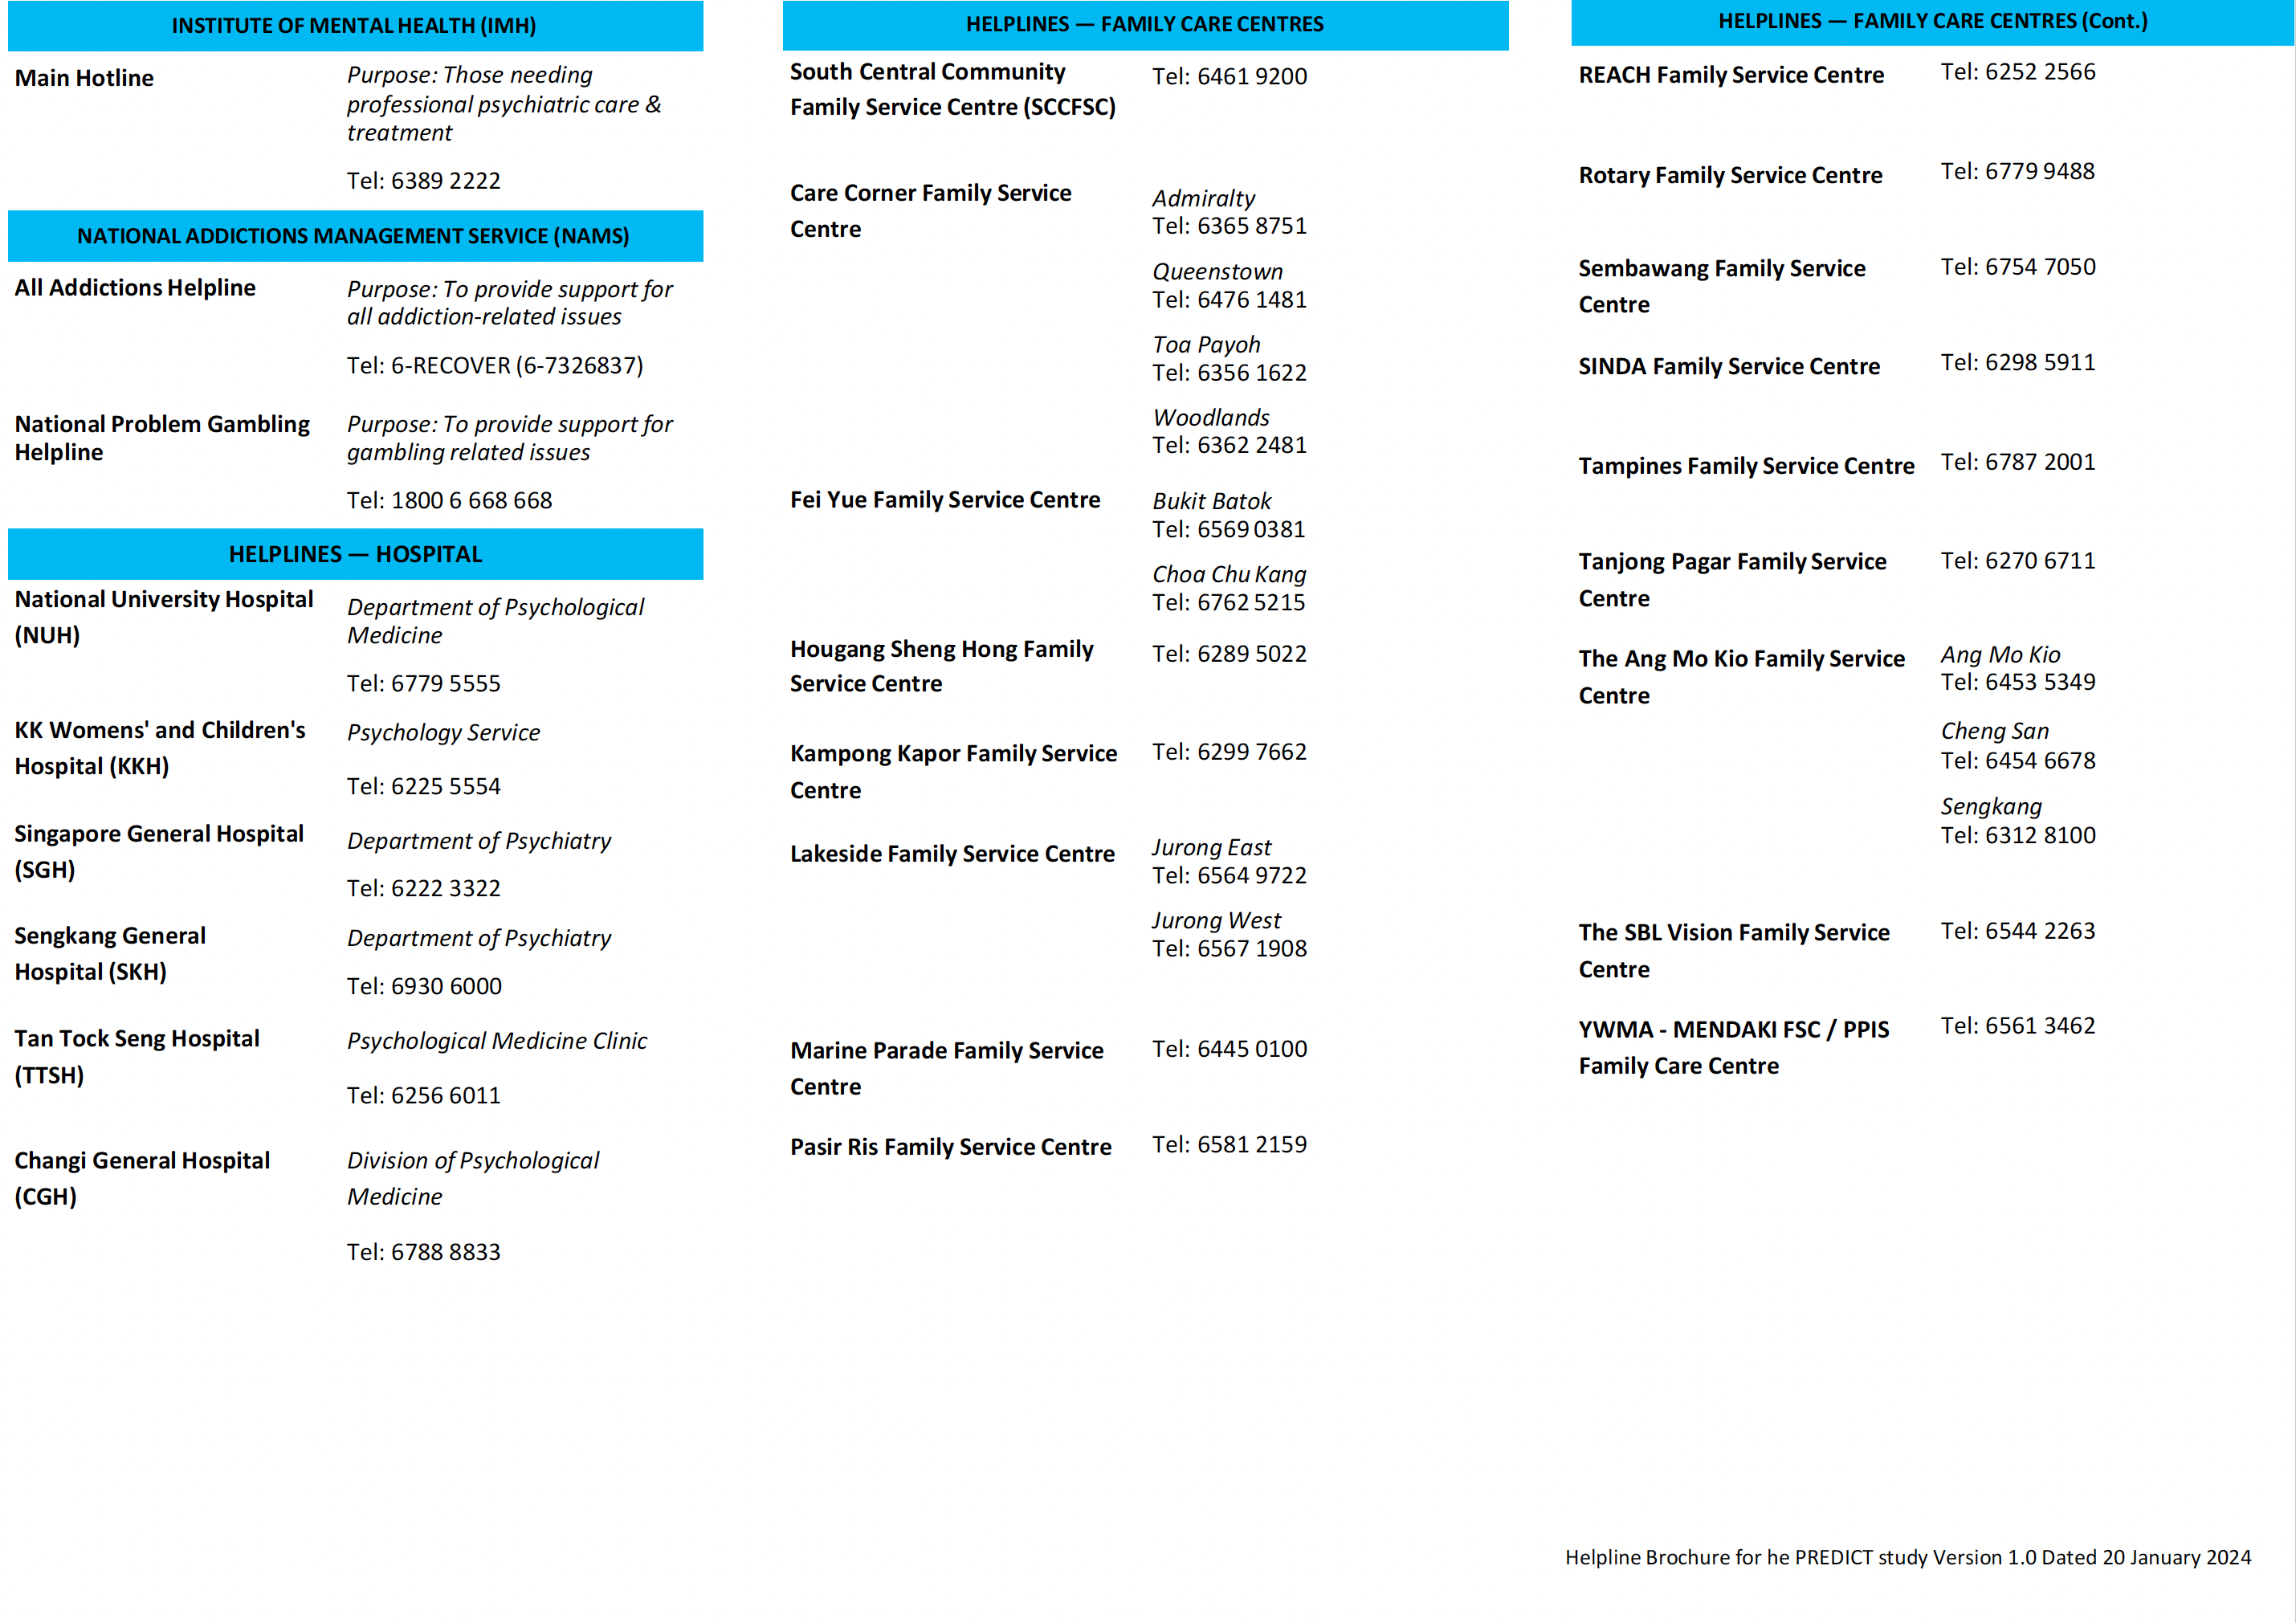 INSTITUTE OF MENTAL HEALTH (IMH)
Main Hotline
Purpose: Those needing
professional psychiatric care &
treatment
Tel: 6389 2222
NATIONAL ADDICTIONS MANAGEMENT SERVICE (NAMS)
All Addictions Helpline
Purpose: To provide support for
all addiction-related issues
Tel: 6-RECOVER (6-7326837)
National Problem Gambling
Helpline
Purpose: To provide support for
gambling related issues
Tel: 1800 6 668 668
HELPLINES — HOSPITAL
National University Hospital
(NUH)
Department of Psychological
Medicine
Tel: 6779 5555
KK Womens' and Children's
Hospital (KKH)
Psychology Service
Tel: 6225 5554
Singapore General Hospital
(SGH)
Department of Psychiatry
Tel: 6222 3322
Sengkang General
Hospital (SKH)
Department of Psychiatry
Tel: 6930 6000
Tan Tock Seng Hospital
(TTSH)
Psychological Medicine Clinic
Tel: 6256 6011
Changi General Hospital
(CGH)
Division of Psychological
Medicine
Tel: 6788 8833
HELPLINES — FAMILY CARE CENTRES
South Central Community
Family Service Centre (SCCFSC)
Tel: 6461 9200
Care Corner Family Service
Centre
Admiralty
Tel: 6365 8751
Queenstown
Tel: 6476 1481
Toa Payoh
Tel: 6356 1622
Woodlands
Tel: 6362 2481
Fei Yue Family Service Centre
Bukit Batok
Tel: 6569 0381
Choa Chu Kang
Tel: 6762 5215
Hougang Sheng Hong Family
Service Centre
Tel: 6289 5022
Kampong Kapor Family Service
Centre
Tel: 6299 7662
Lakeside Family Service Centre
Jurong East
Tel: 6564 9722
Jurong West
Tel: 6567 1908
Marine Parade Family Service
Centre
Tel: 6445 0100
Pasir Ris Family Service Centre
Tel: 6581 2159
HELPLINES — FAMILY CARE CENTRES (Cont.)
REACH Family Service Centre
Tel: 6252 2566
Rotary Family Service Centre
Tel: 6779 9488
Sembawang Family Service
Centre
Tel: 6754 7050
SINDA Family Service Centre
Tel: 6298 5911
Tampines Family Service Centre
Tel: 6787 2001
Tanjong Pagar Family Service
Centre
Tel: 6270 6711
The Ang Mo Kio Family Service
Centre
Ang Mo Kio
Tel: 6453 5349
Cheng San
Tel: 6454 6678
Sengkang
Tel: 6312 8100
The SBL Vision Family Service
Centre
Tel: 6544 2263
YWMA - MENDAKI FSC / PPIS
Family Care Centre
Tel: 6561 3462
Helpline Brochure for he PREDICT study Version 1.0 Dated 20 January 2024